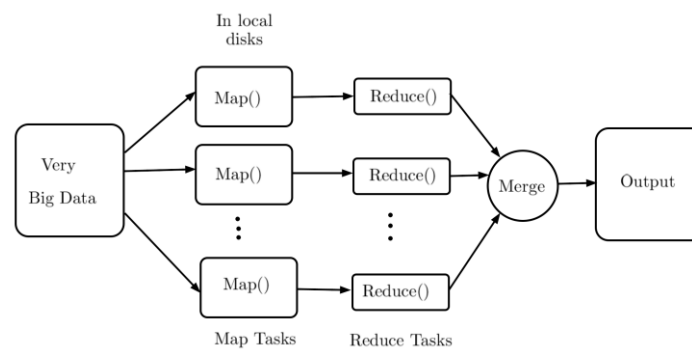 In local
disks
Map()
Reduce()
Very
Big Data
Map()
Reduce()
Merge
Output
Map()
Reduce()
Map Tasks
Reduce Tasks